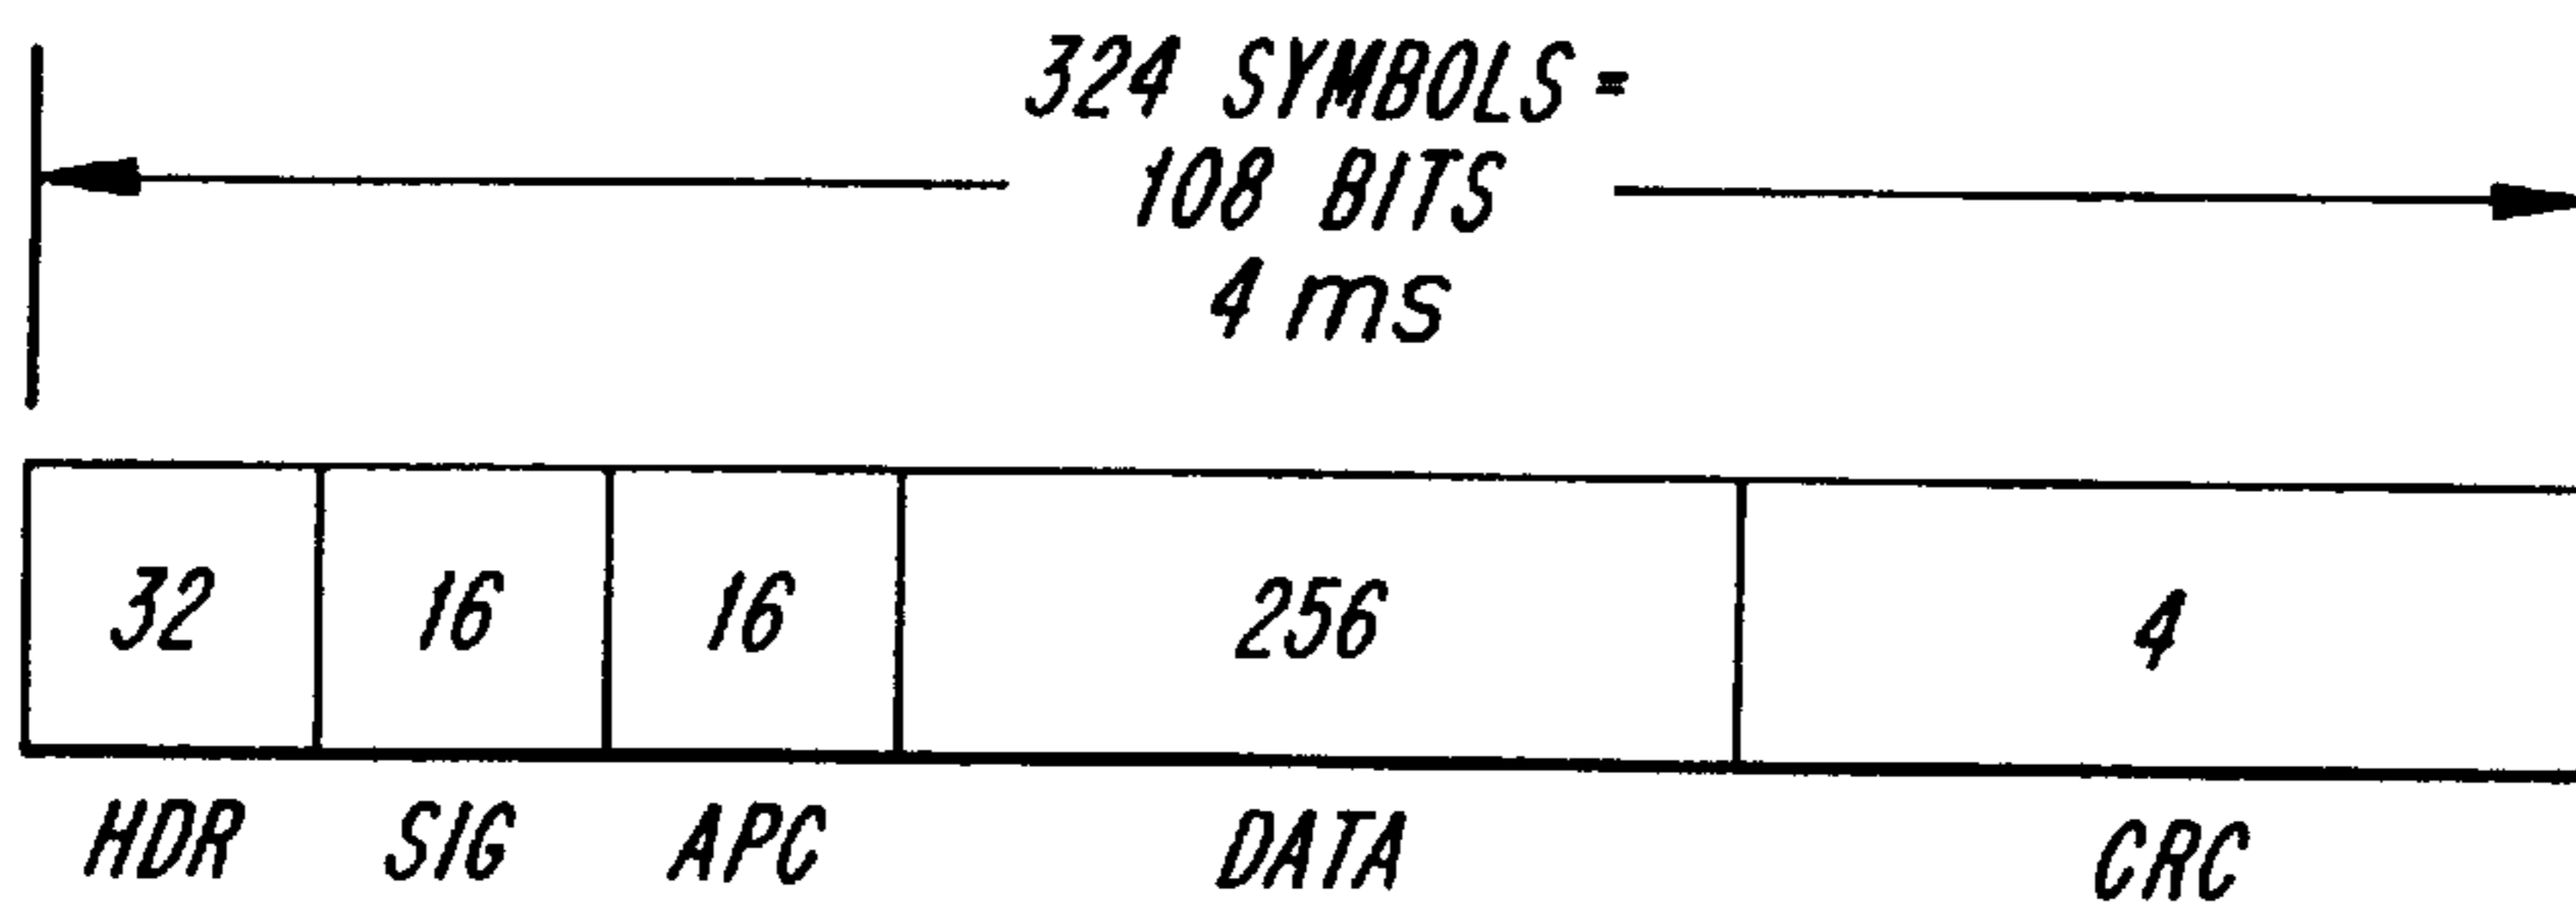 324 SYMBOLS =
108 BITS
4 ms
32 16 16 256 4
HDR SIG APC DATA CRC